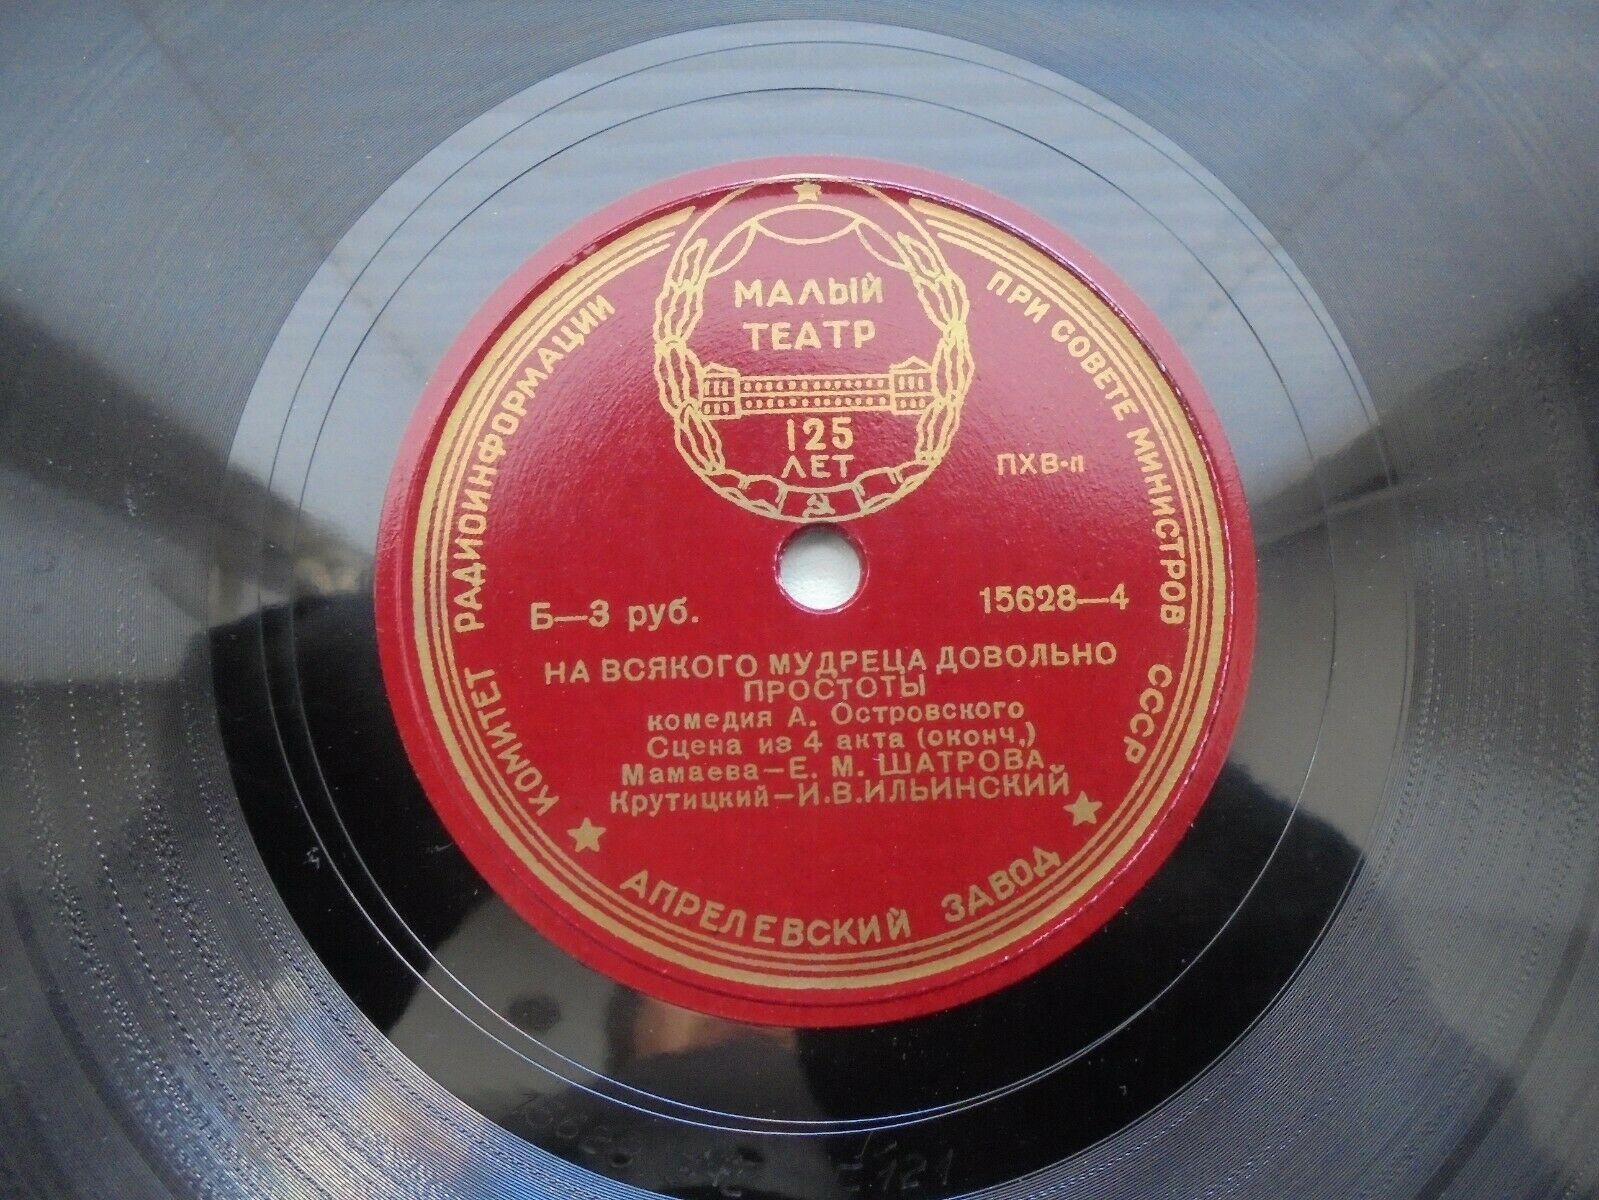 КОМИТЕТ РАДИОИНФОРМАЦИИ ПРИ СОВЕТЕ МИНИСТРОВ СССР
МАЛЫЙ
ТЕАТР
125
ЛЕТ
ПХВ-п
Б—3 руб.
15628—4
НА ВСЯКОГО МУДРЕЦА ДОВОЛЬНО
ПРОСТОТЫ
комедия А. Островского
Сцена из 4 акта (оконч.)
Мамаева—Е. М. ШАТРОВА
Крутицкий—И.В.ИЛЬИНСКИЙ
АПРЕЛЕВСКИЙ ЗАВОД